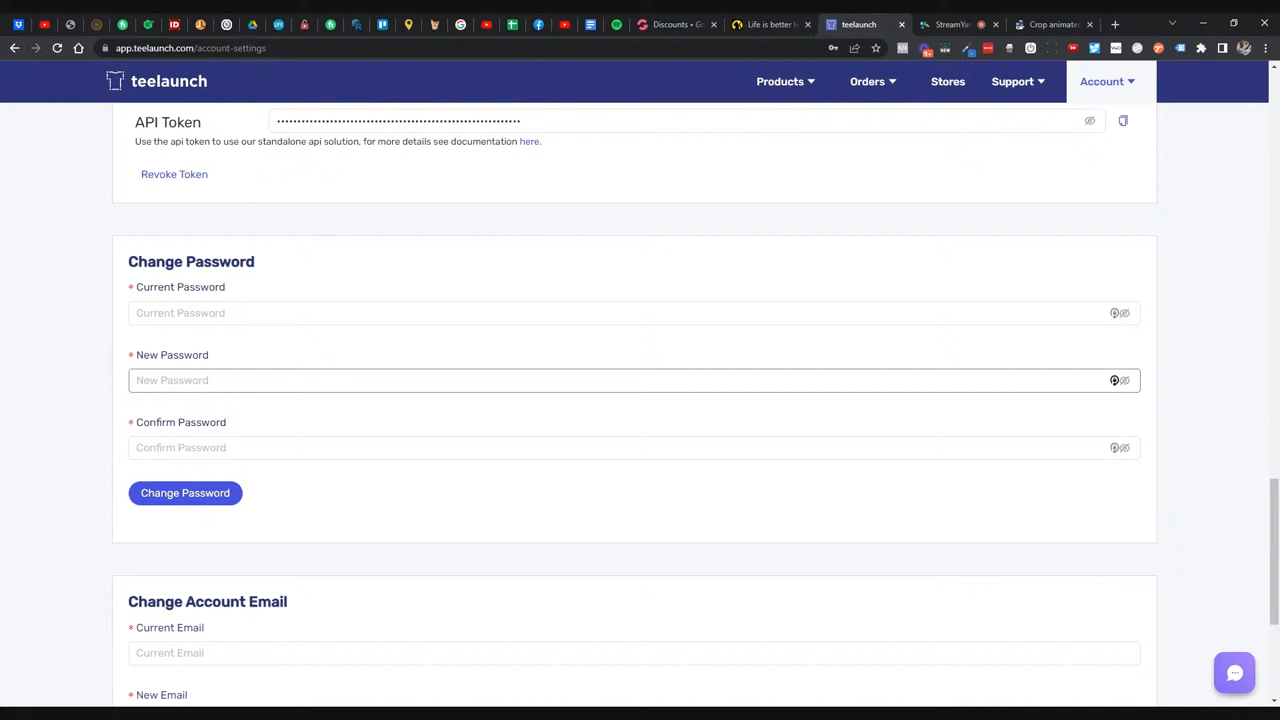 Discounts • G
Life is better H
teelaunch
StreamYar
Crop animate
app.teelaunch.com/account-settings
9+
NEW
teelaunch
Products
Orders
Stores
Support
Account
API Token
Use the api token to use our standalone api solution, for more details see documentation here.
Revoke Token
Change Password
* Current Password
Current Password
* New Password
New Password
* Confirm Password
Confirm Password
Change Password
Change Account Email
* Current Email
Current Email
* New Email